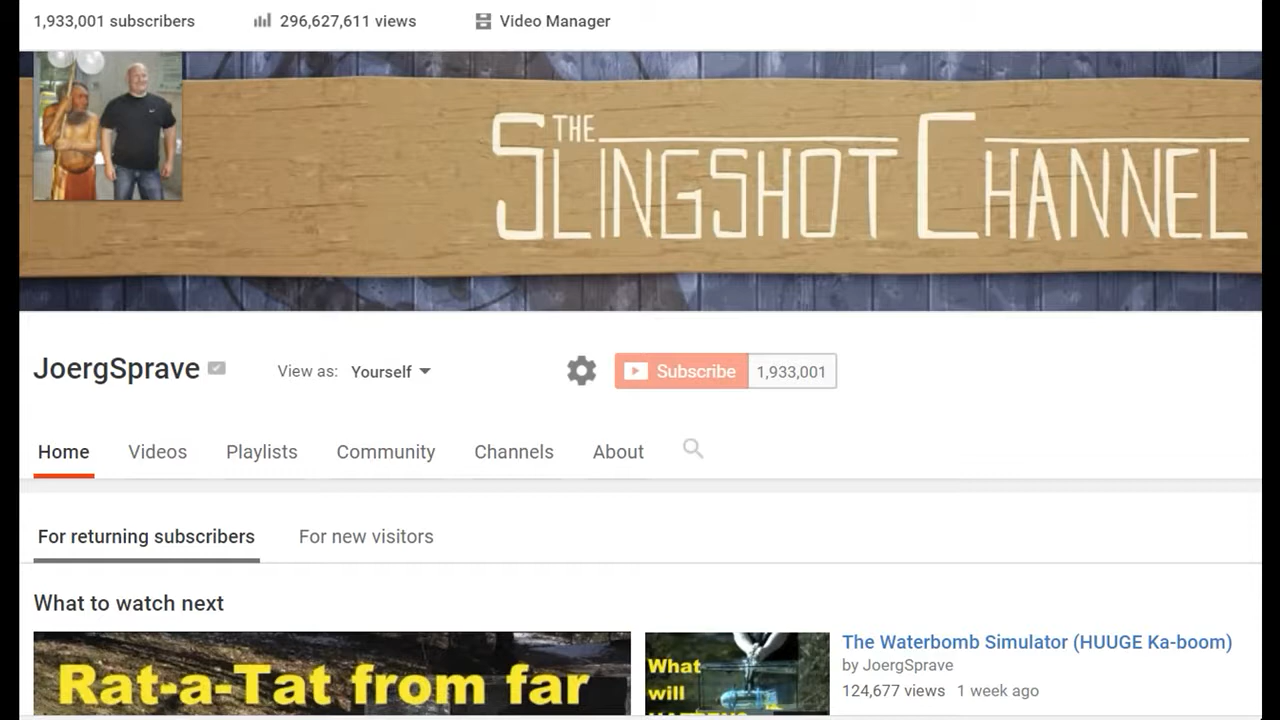 1,933,001 subscribers 296,627,611 views Video Manager
THE SLINGSHOT CHANNEL
JoergSprave View as: Yourself Subscribe 1,933,001
Home Videos Playlists Community Channels About
For returning subscribers For new visitors
What to watch next
Rat-a-Tat from far
What
will
The Waterbomb Simulator (HUUGE Ka-boom)
by JoergSprave
124,677 views 1 week ago